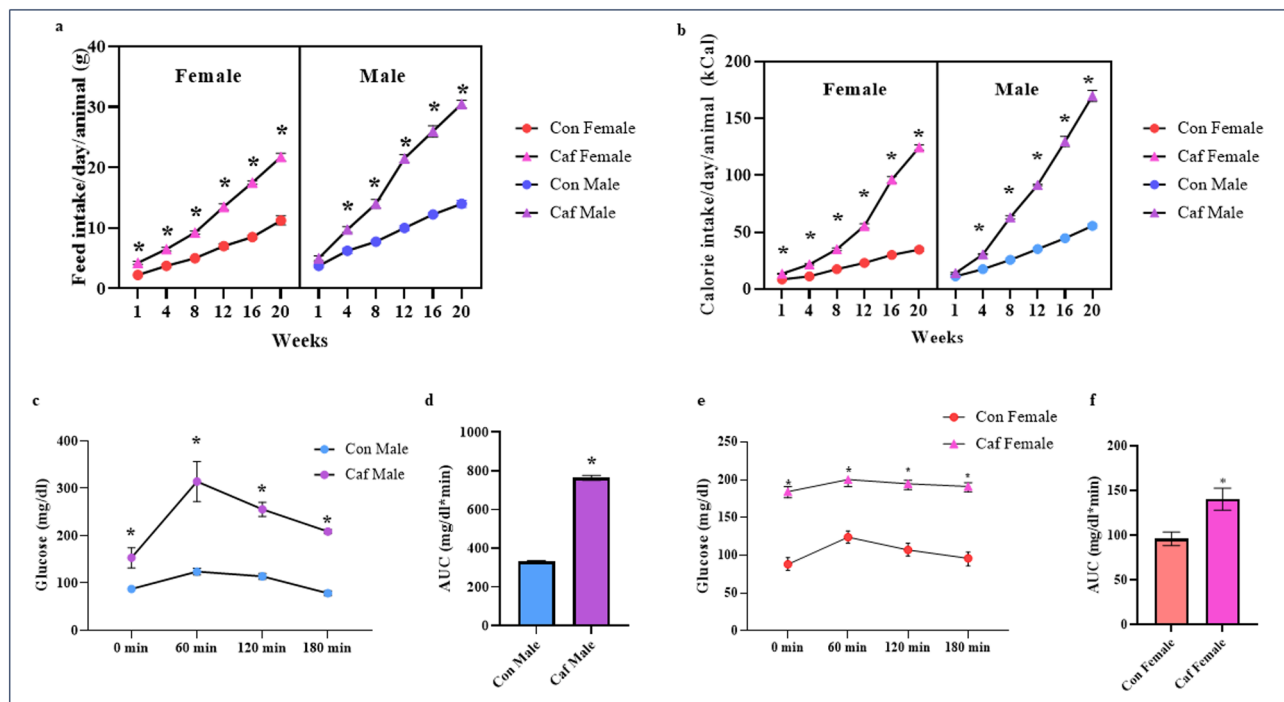 a
Feed intake/day/animal (g)
40
30
20
10
0
Female
Male
* * * * * *
* * * * *
1 4 8 12 16 20
1 4 8 12 16 20
Weeks
Con Female
Caf Female
Con Male
Caf Male
b
Calorie intake/day/animal (kCal)
200
150
100
50
0
Female
Male
* * * * * *
* * * * *
1 4 8 12 16 20
1 4 8 12 16 20
Weeks
Con Female
Caf Female
Con Male
Caf Male
c
Glucose (mg/dl)
400
300
200
100
0
* * * *
0 min 60 min 120 min 180 min
Con Male
Caf Male
d
AUC (mg/dl*min)
1000
800
600
400
200
0
*
Con Male
Caf Male
e
Glucose (mg/dl)
250
200
150
100
50
0
* * * *
0 min 60 min 120 min 180 min
Con Female
Caf Female
f
AUC (mg/dl*min)
200
150
100
50
0
*
Con Female
Caf Female